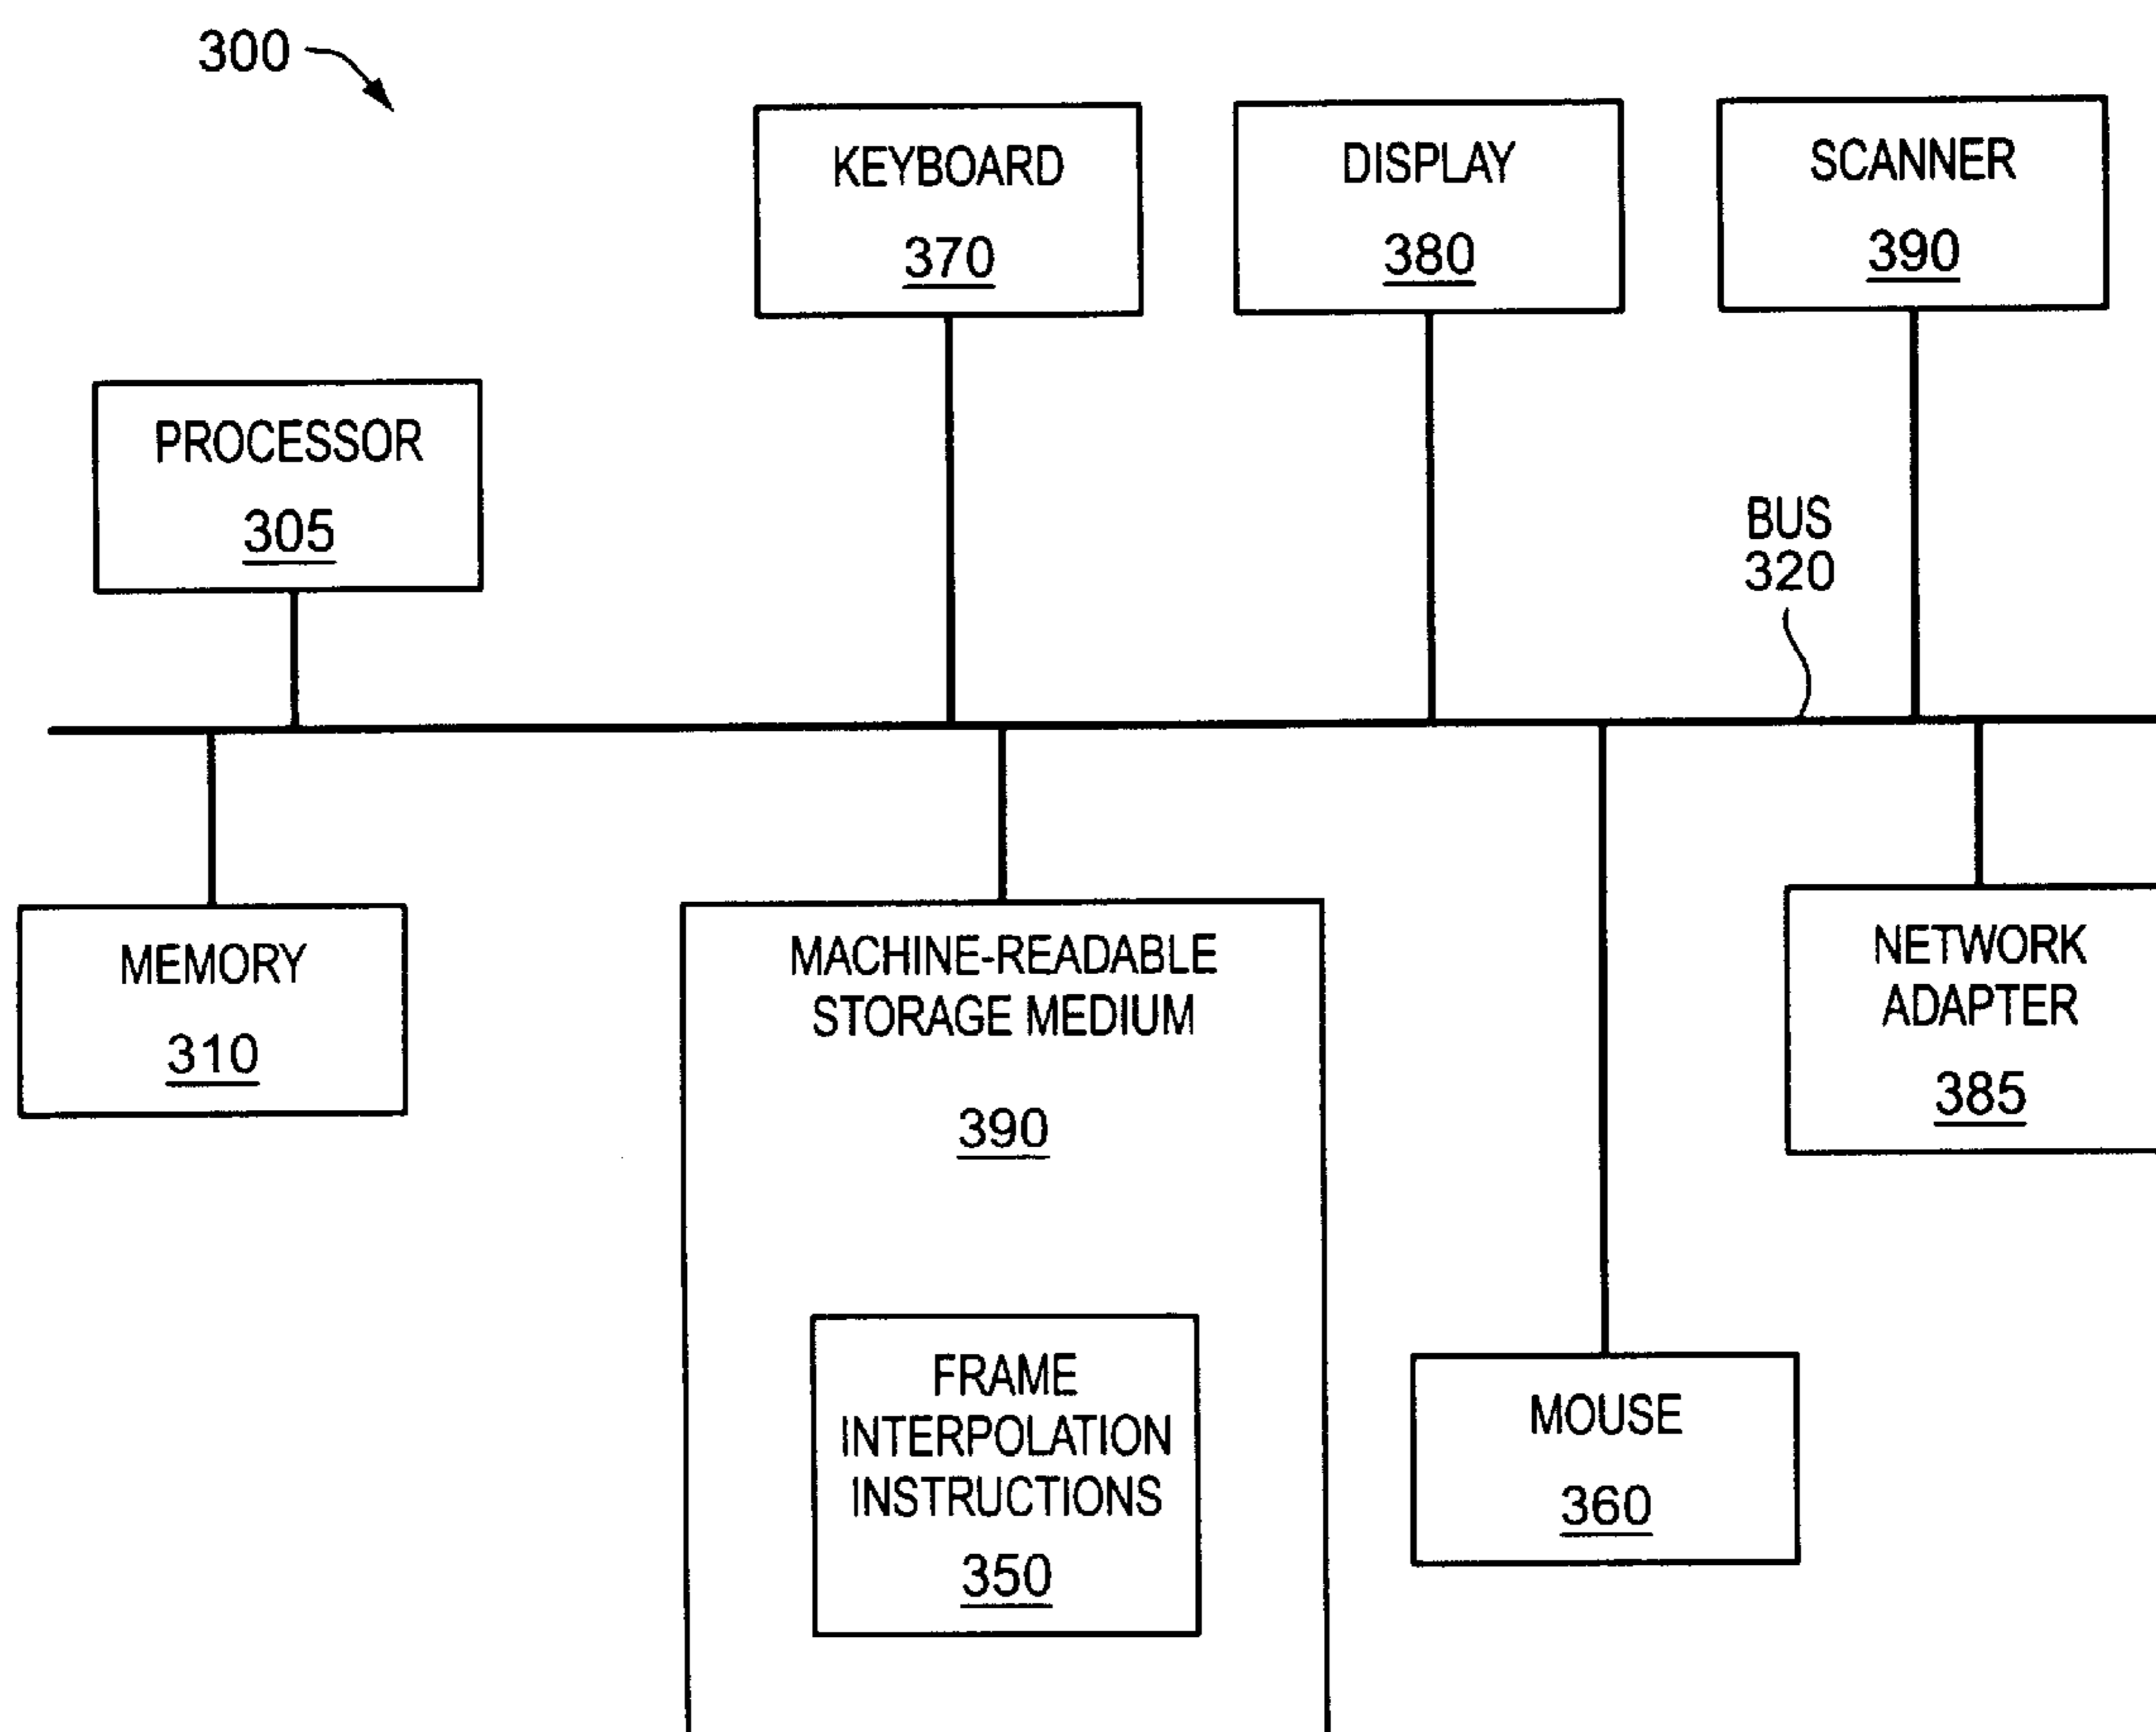 300
KEYBOARD
370
DISPLAY
380
SCANNER
390
PROCESSOR
305
BUS
320
MEMORY
310
MACHINE-READABLE
STORAGE MEDIUM
390
FRAME
INTERPOLATION
INSTRUCTIONS
350
MOUSE
360
NETWORK
ADAPTER
385